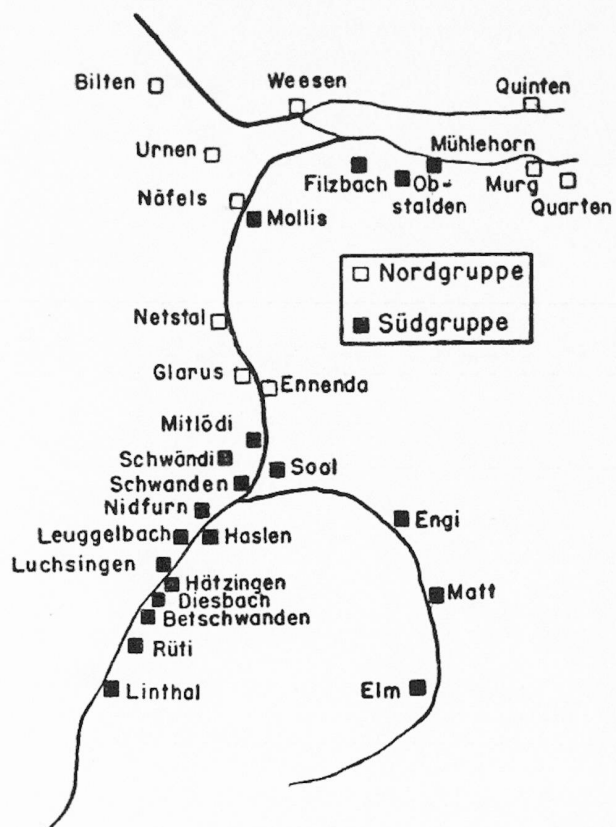 Bilten
Weesen
Quinten
Urnen
Mühlehorn
Filzbach
Ob-
stalden
Murg
Quarten
Näfels
Mollis
Nordgruppe
Südgruppe
Netstal
Glarus
Ennenda
Mitlödi
Schwändi
Sool
Schwanden
Nidfurn
Engi
Leuggelbach
Haslen
Luchsingen
Hätzingen
Diesbach
Matt
Betschwanden
Rüti
Linthal
Elm